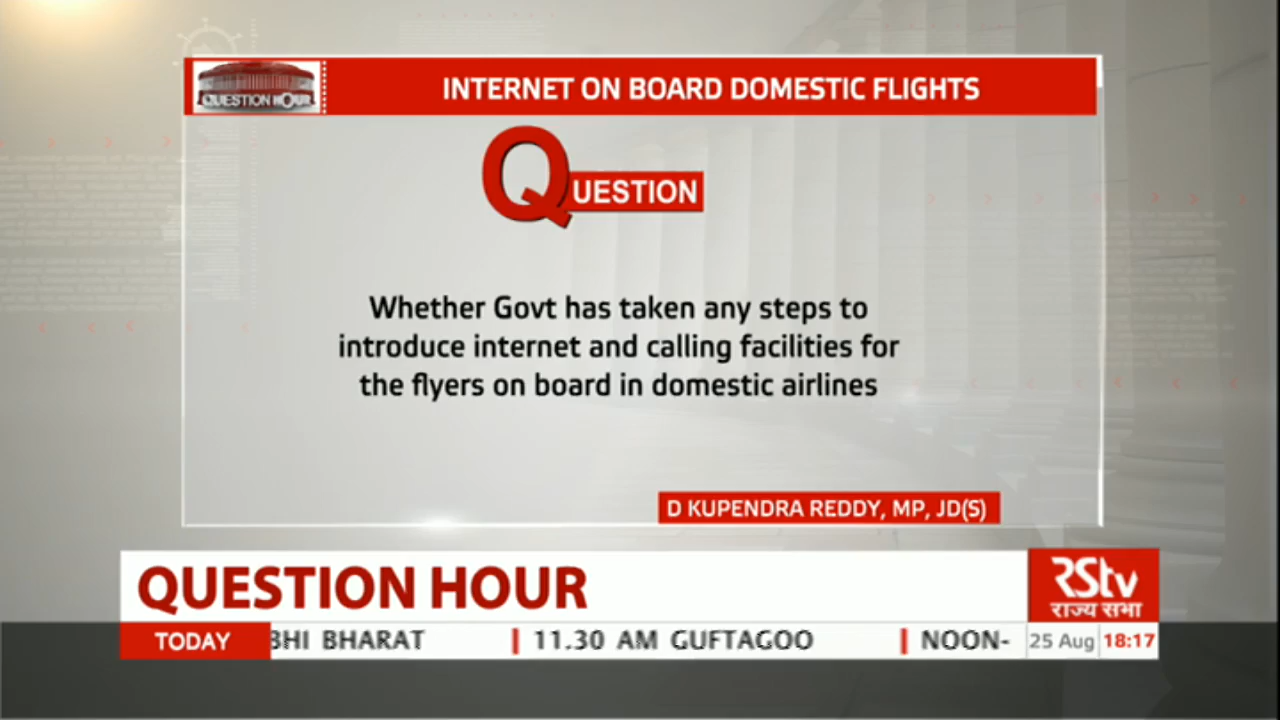 QUESTION HOUR
INTERNET ON BOARD DOMESTIC FLIGHTS
QUESTION
Whether Govt has taken any steps to
introduce internet and calling facilities for
the flyers on board in domestic airlines
D KUPENDRA REDDY, MP, JD(S)
QUESTION HOUR
RStv
राज्य सभा
TODAY BHI BHARAT | 11.30 AM GUFTAGOO | NOON- 25 Aug 18:17